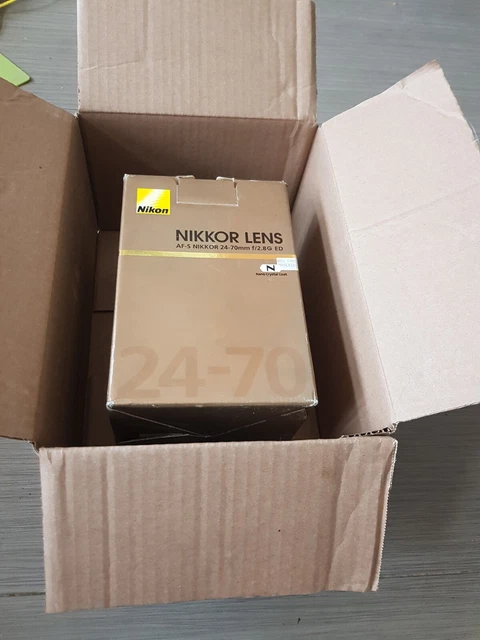 Nikon
NIKKOR LENS
AF-S NIKKOR 24-70mm f/2.8G ED
N
Nano Crystal Coat
24-70